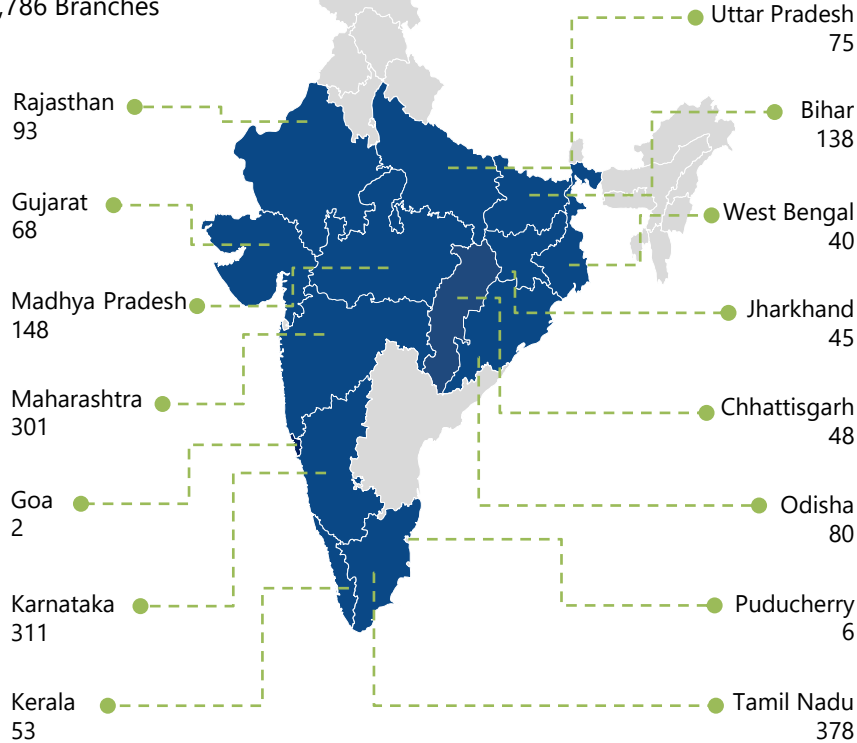 ,786 Branches
Rajasthan
93
Gujarat
68
Madhya Pradesh
148
Maharashtra
301
Goa
2
Karnataka
311
Kerala
53
Uttar Pradesh
75
Bihar
138
West Bengal
40
Jharkhand
45
Chhattisgarh
48
Odisha
80
Puducherry
6
Tamil Nadu
378